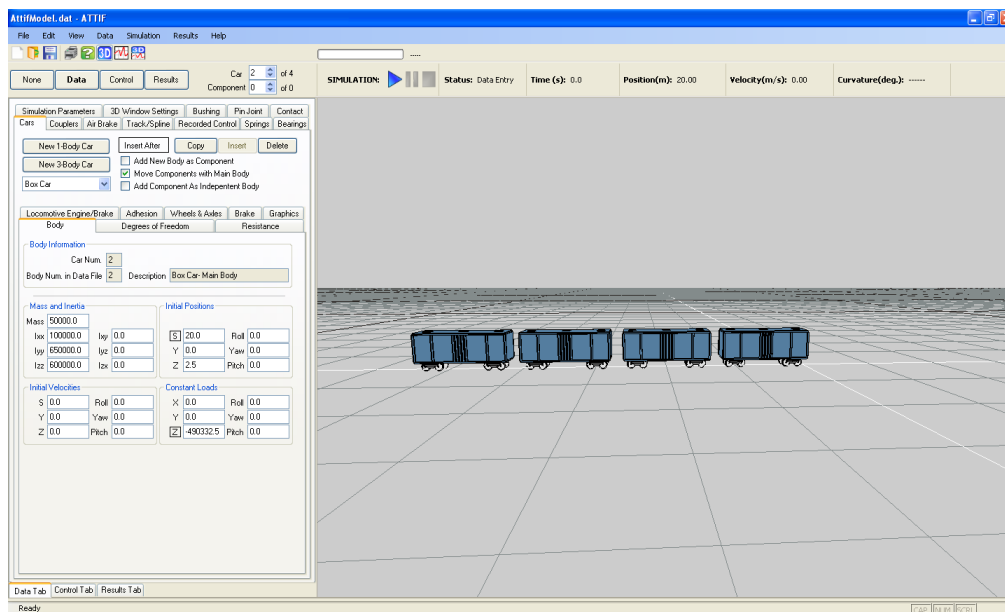 AttifModel.dat - ATTIF
File Edit View Data Simulation Results Help
3D 3D
-----
None Data Control Results Car 2 of 4
Component 0 of 0
SIMULATION: Status: Data Entry Time (s): 0.0 Position(m): 20.00 Velocity(m/s): 0.00 Curvature(deg.): ------
Simulation Parameters 3D Window Settings Bushing Pin Joint Contact
Cars Couplers Air Brake Track/Spline Recorded Control Springs Bearings
New 1-Body Car Insert After Copy Insert Delete
New 3-Body Car Add New Body as Component
Move Components with Main Body
Box Car Add Component As Indepentent Body
Locomotive Engine/Brake Adhesion Wheels & Axles Brake Graphics
Body Degrees of Freedom Resistance
Body Information
Car Num. 2
Body Num. in Data File 2 Description Box Car- Main Body
Mass and Inertia Initial Positions
Mass 50000.0
Ixx 100000.0 Ixy 0.0 S 20.0 Roll 0.0
Iyy 650000.0 Iyz 0.0 Y 0.0 Yaw 0.0
Izz 600000.0 Izx 0.0 Z 2.5 Pitch 0.0
Initial Velocities Constant Loads
S 0.0 Roll 0.0 X 0.0 Roll 0.0
Y 0.0 Yaw 0.0 Y 0.0 Yaw 0.0
Z 0.0 Pitch 0.0 Z -490332.5 Pitch 0.0
Data Tab Control Tab Results Tab
Ready CAP NUM SCRL